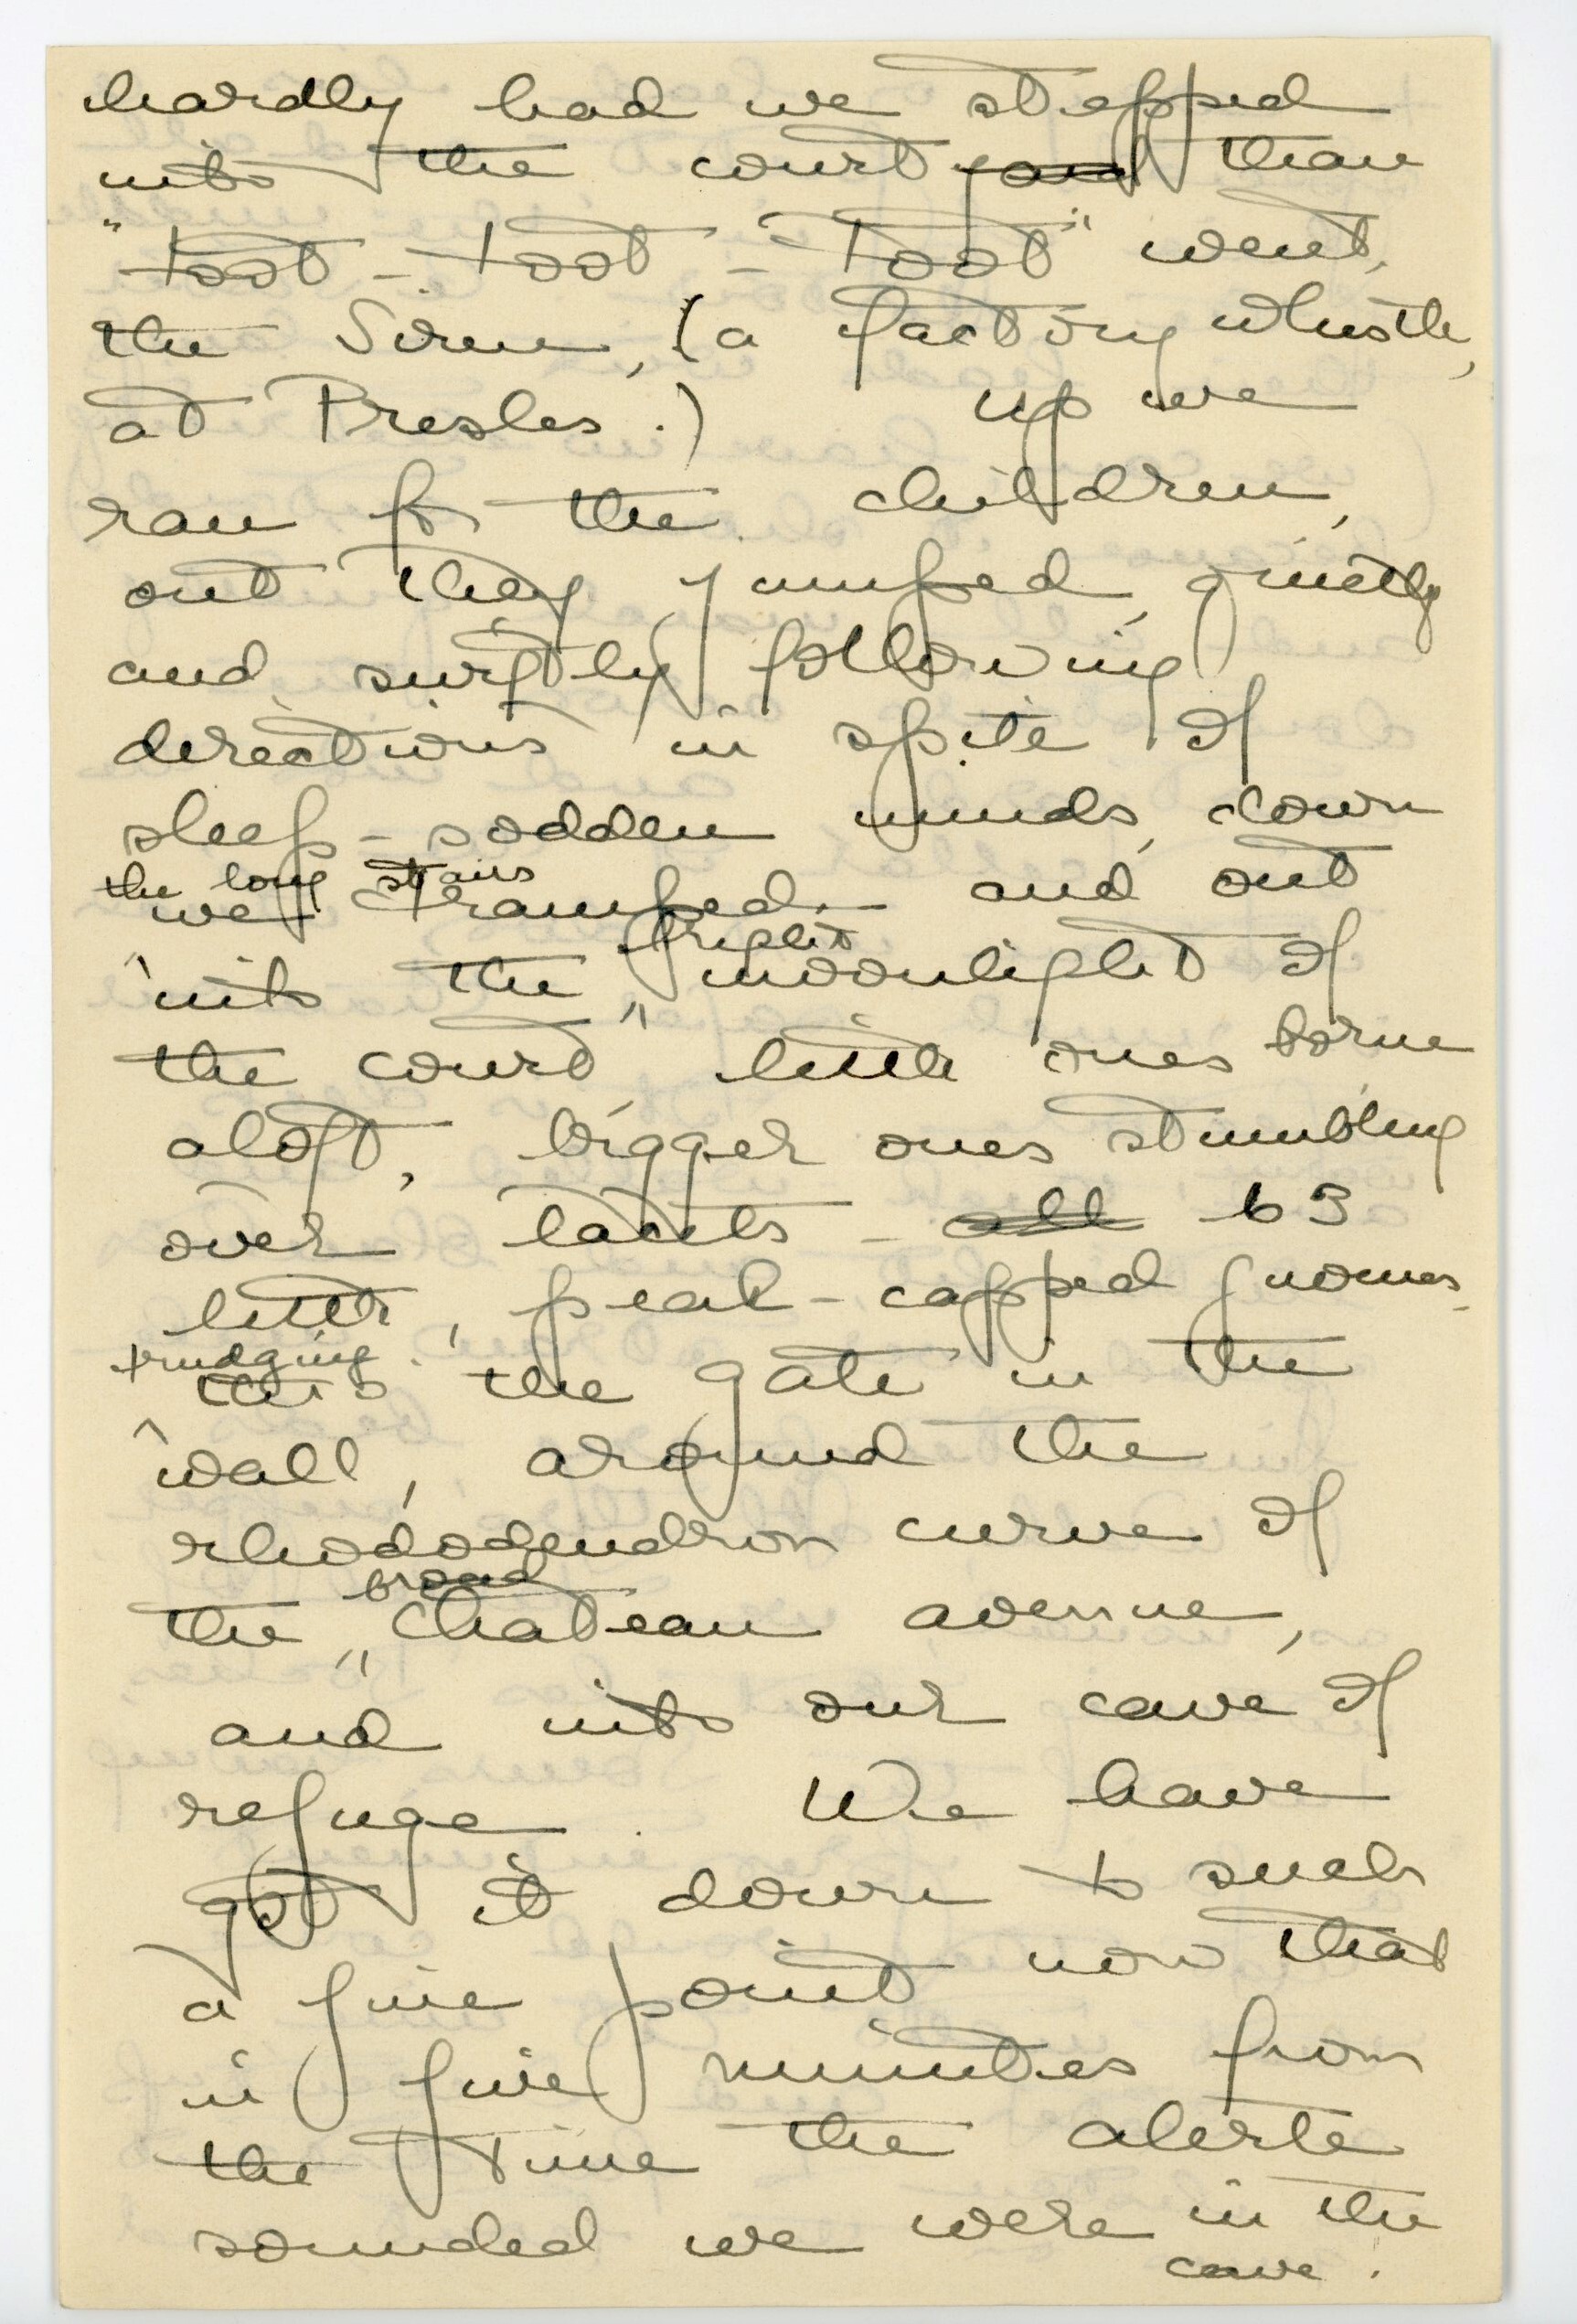 hardly had we stepped
into the court yard than
"toot - toot - toot" went,
the Siren, (a factory whistle,
at Presles.) up we
ran for the children,
out they jumped, quietly
and swiftly following
directions in spite of
sleep-sodden minds, down
the long stairs
we tramped - and out
bright
into the moonlight of
the court, little ones borne
aloft, bigger ones stumbling
over lacets - all 63
little, peak-capped gnomes,
trudging
thro the gate in the
wall, around the
rhododendron curve of
broad
the chateau avenue,
and into our cave of
refuge. We have
got it down to such
a fine point now that
in five minutes from
the time the alerte
sounded we were in the
cave.